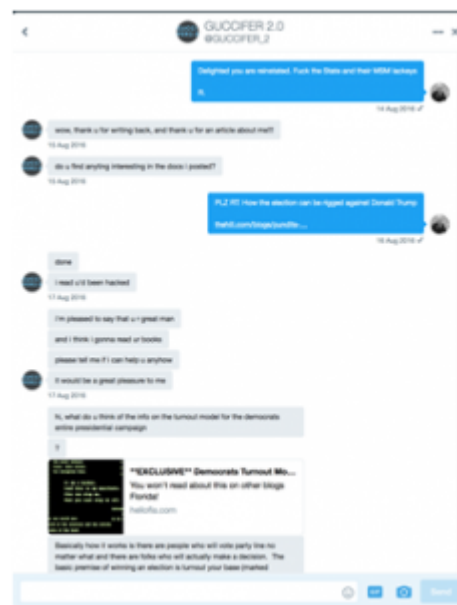 GUCCIFER 2.0
@GUCCIFER_2
Delighted you are reinstated. Fuck the State and their MSM lackeys
R.
14 Aug 2016
wow, thank u for writing back, and thank u for an article about me!!!
15 Aug 2016
do u find anyting interesting in the docs i posted?
15 Aug 2016
PLZ RT: How the election can be rigged against Donald Trump
thehill.com/blogs/pundits-...
16 Aug 2016
done
i read u'd been hacked
17 Aug 2016
i'm pleased to say that u r great man
and i think i gonna read ur books
please tell me if i can help u anyhow
it would be a great pleasure to me
17 Aug 2016
hi, what do u think of the info on the turnout model for the democrats
entire presidential campaign
?
**EXCLUSIVE** Democrats Turnout Mo...
You won't read about this on other blogs
Florida!
hellofla.com
Basically how it works is there are people who will vote party line no
matter what and there are folks who will actually make a decision. The
basic premise of winning an election is turnout your base (marked
GIF
Send